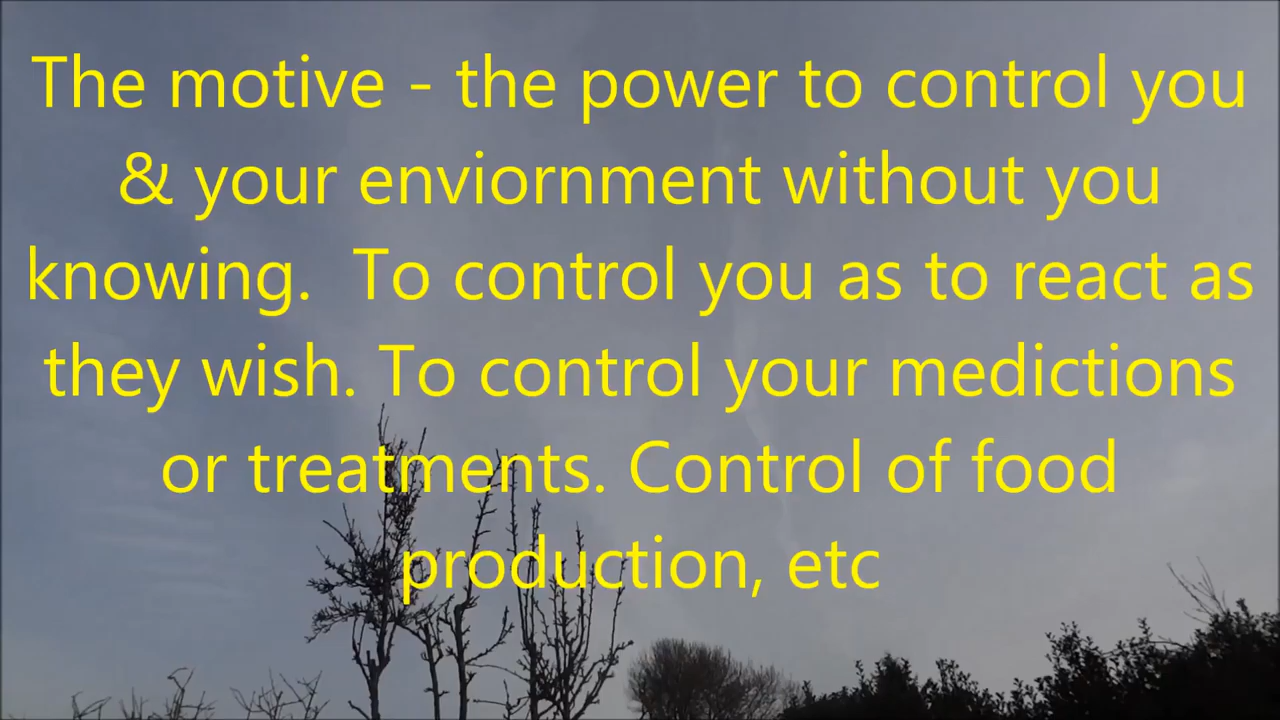 The motive - the power to control you
& your enviornment without you
knowing.  To control you as to react as
they wish. To control your medictions
or treatments. Control of food
production, etc